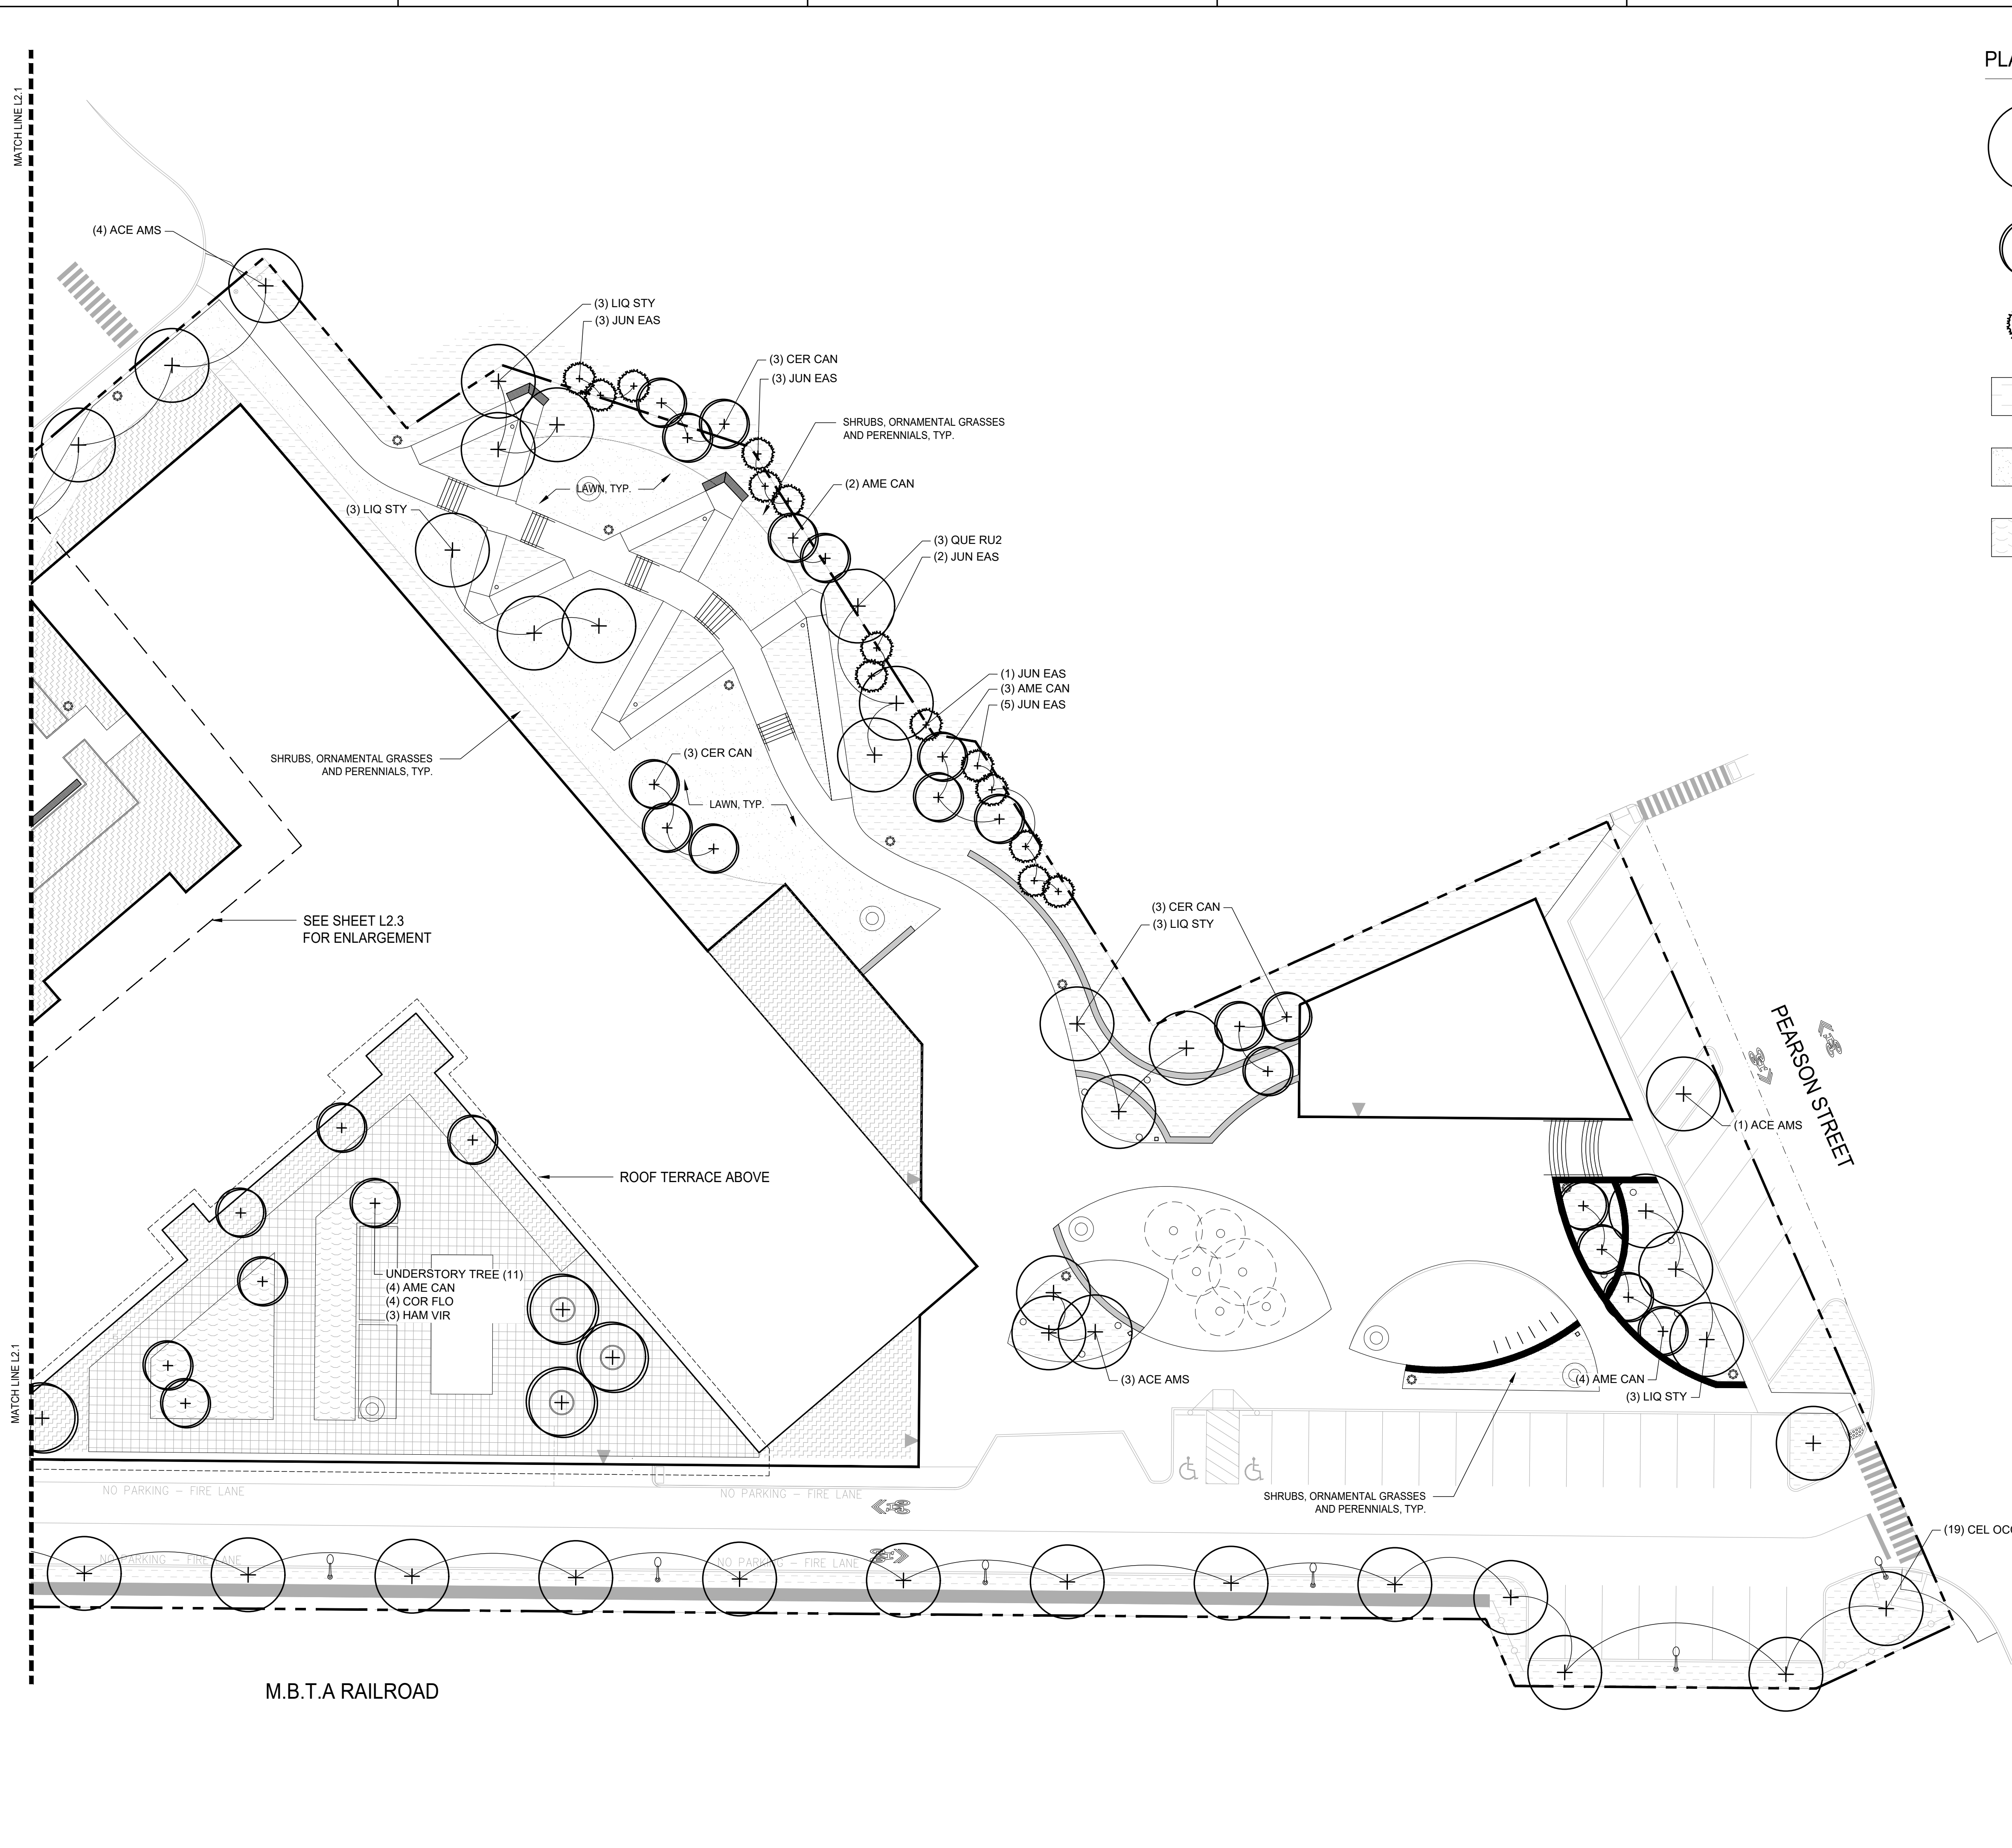 PLA
MATCH LINE L2.1
(4) ACE AMS
(3) LIQ STY
(3) JUN EAS
(3) CER CAN
(3) JUN EAS
SHRUBS, ORNAMENTAL GRASSES
AND PERENNIALS, TYP.
LAWN, TYP.
(2) AME CAN
(3) LIQ STY
(3) QUE RU2
(2) JUN EAS
(1) JUN EAS
(3) AME CAN
(5) JUN EAS
SHRUBS, ORNAMENTAL GRASSES
AND PERENNIALS, TYP.
(3) CER CAN
LAWN, TYP.
SEE SHEET L2.3
FOR ENLARGEMENT
(3) CER CAN
(3) LIQ STY
PEARSON STREET
(1) ACE AMS
ROOF TERRACE ABOVE
UNDERSTORY TREE (11)
(4) AME CAN
(4) COR FLO
(3) HAM VIR
MATCH LINE L2.1
(3) ACE AMS
(4) AME CAN
(3) LIQ STY
NO PARKING – FIRE LANE
NO PARKING – FIRE LANE
SHRUBS, ORNAMENTAL GRASSES
AND PERENNIALS, TYP.
(19) CEL OCC
NO PARKING – FIRE LANE
NO PARKING – FIRE LANE
M.B.T.A RAILROAD